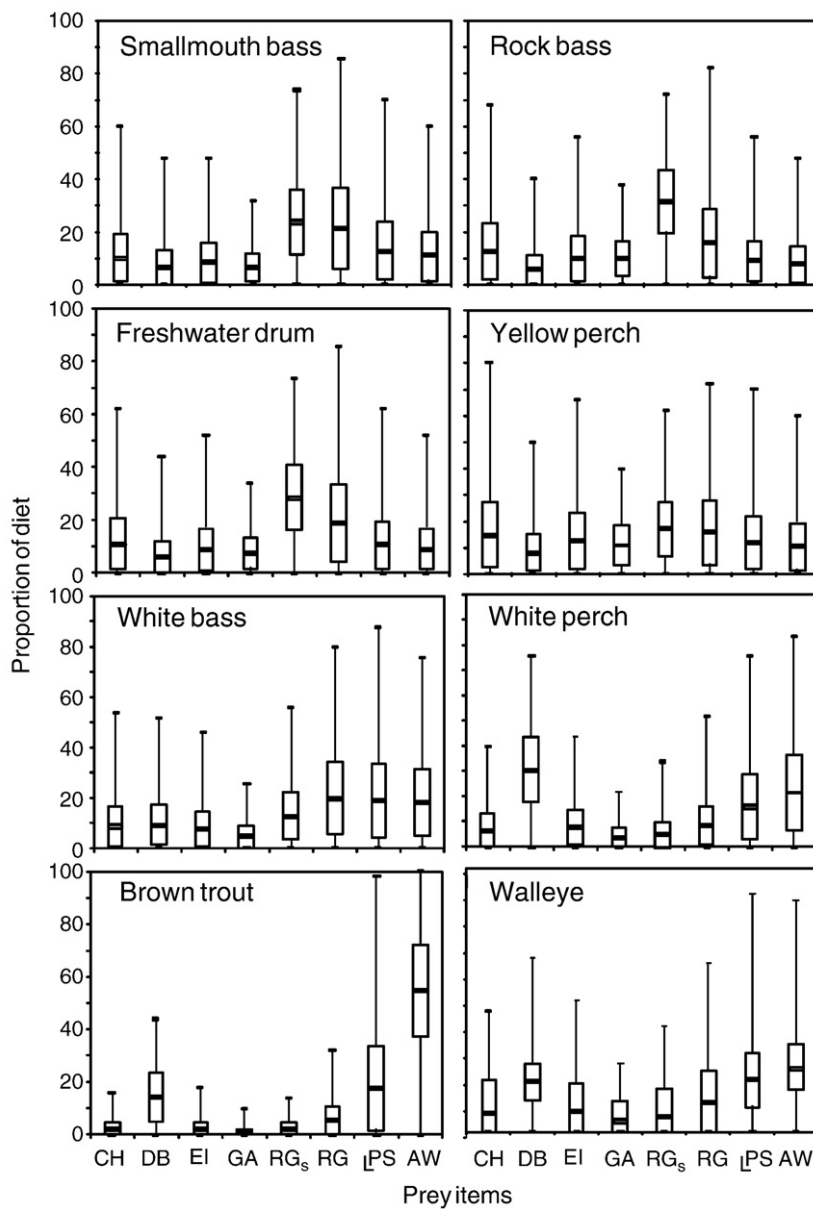 Smallmouth bass
Rock bass
Freshwater drum
Yellow perch
White bass
White perch
Brown trout
Walleye
Proportion of diet
100
80
60
40
20
0
100
80
60
40
20
0
100
80
60
40
20
0
100
80
60
40
20
0
CH DB EI GA RGs RG LPS AW
CH DB EI GA RGs RG LPS AW
Prey items